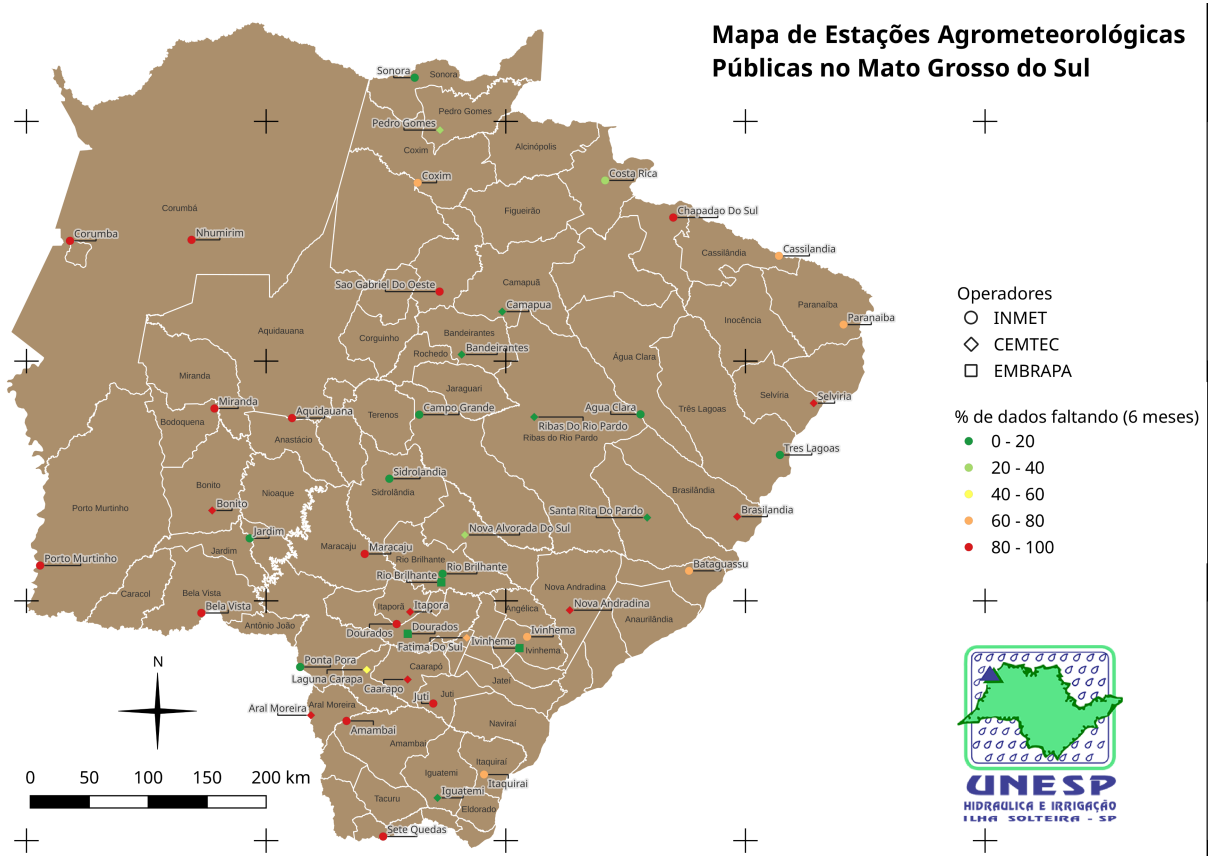 Mapa de Estações Agrometeorológicas
Públicas no Mato Grosso do Sul
Sonora
Sonora
Pedro Gomes
Pedro Gomes
Coxim
Alcinópolis
Coxim
Costa Rica
Corumbá
Figueirão
Chapadao Do Sul
Corumba
Nhumirim
Cassilândia
Cassilandia
Sao Gabriel Do Oeste
Camapuã
Camapua
Paranaíba
Paranaiba
Inocência
Aquidauana
Corguinho
Bandeirantes
Rochedo
Bandeirantes
Água Clara
Miranda
Jaraguari
Miranda
Bodoquena
Aquidauana
Terenos
Campo Grande
Agua Clara
Ribas Do Rio Pardo
Ribas do Rio Pardo
Três Lagoas
Selvíria
Selviria
Anastácio
Tres Lagoas
Sidrolandia
Sidrolândia
Bonito
Nioaque
Brasilândia
Bonito
Porto Murtinho
Santa Rita Do Pardo
Brasilandia
Jardim
Jardim
Nova Alvorada Do Sul
Maracaju
Maracaju
Porto Murtinho
Rio Brilhante
Rio Brilhante
Rio Brilhante
Bataguassu
Caracol
Bela Vista
Bela Vista
Nova Andradina
Nova Andradina
Itaporã
Itapora
Angélica
Anaurilândia
Antônio João
Dourados
Dourados
Fatima Do Sul
Ivinhema
Ivinhema
Ivinhema
Ponta Pora
Laguna Carapa
Caarapó
Caarapo
Jateí
Juti
Juti
Aral Moreira
Aral Moreira
Amambai
Amambai
Naviraí
Itaquiraí
Itaquirai
Iguatemi
Iguatemi
Tacuru
Eldorado
Sete Quedas
Operadores
INMET
CEMTEC
EMBRAPA
% de dados faltando (6 meses)
0 - 20
20 - 40
40 - 60
60 - 80
80 - 100
N
0 50 100 150 200 km
UNESP
HIDRAULICA E IRRIGAÇÃO
ILHA SOLTEIRA - SP